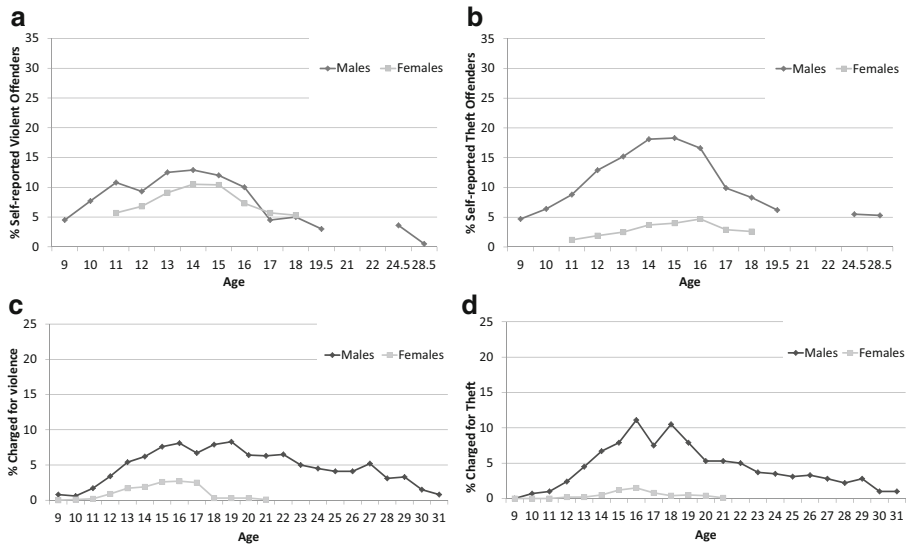 a
% Self-reported Violent Offenders
35
30
25
20
15
10
5
0
Males Females
9 10 11 12 13 14 15 16 17 18 19.5 21 22 24.5 28.5
Age
b
% Self-reported Theft Offenders
35
30
25
20
15
10
5
0
Males Females
9 10 11 12 13 14 15 16 17 18 19.5 21 22 24.5 28.5
Age
c
% Charged for violence
25
20
15
10
5
0
Males Females
9 10 11 12 13 14 15 16 17 18 19 20 21 22 23 24 25 26 27 28 29 30 31
Age
d
% Charged for Theft
25
20
15
10
5
0
Males Females
9 10 11 12 13 14 15 16 17 18 19 20 21 22 23 24 25 26 27 28 29 30 31
Age